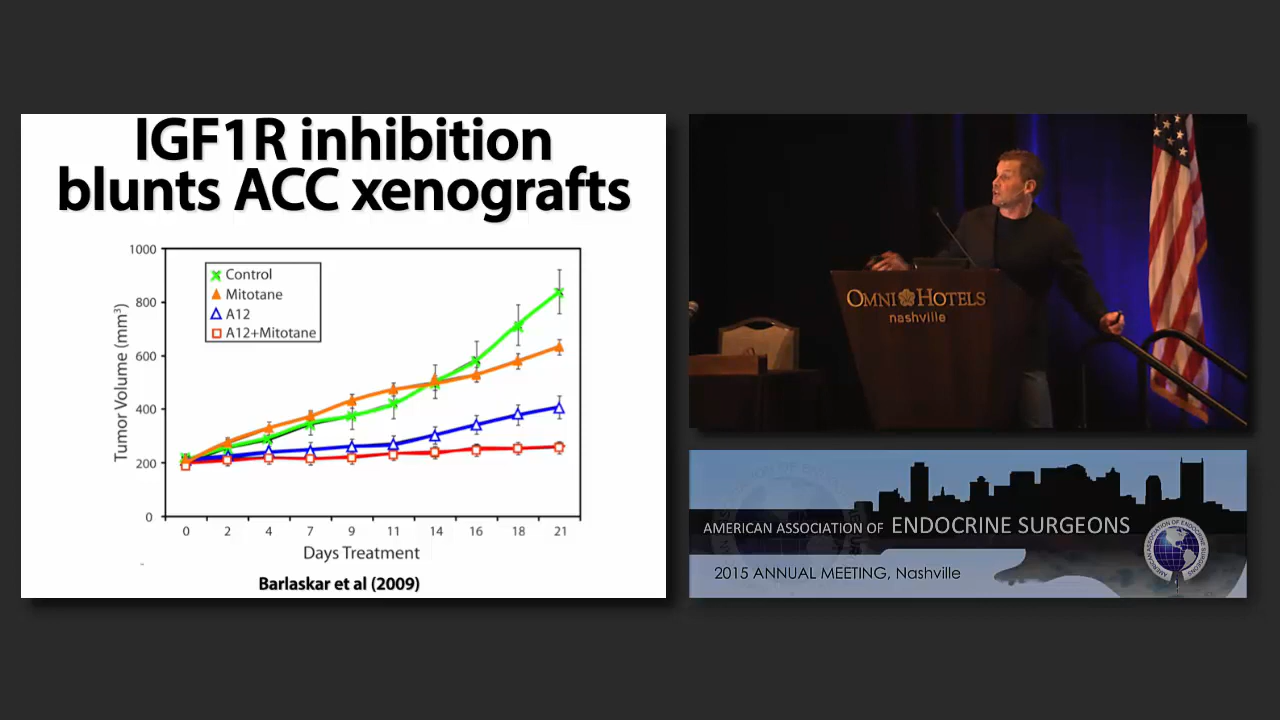 IGF1R inhibition
blunts ACC xenografts
1000
800
600
400
200
0
Tumor Volume (mm³)
Control
Mitotane
A12
A12+Mitotane
0 2 4 7 9 11 14 16 18 21
Days Treatment
Barlaskar et al (2009)
OMNI HOTELS
nashville
AMERICAN ASSOCIATION OF ENDOCRINE SURGEONS
2015 ANNUAL MEETING, Nashville